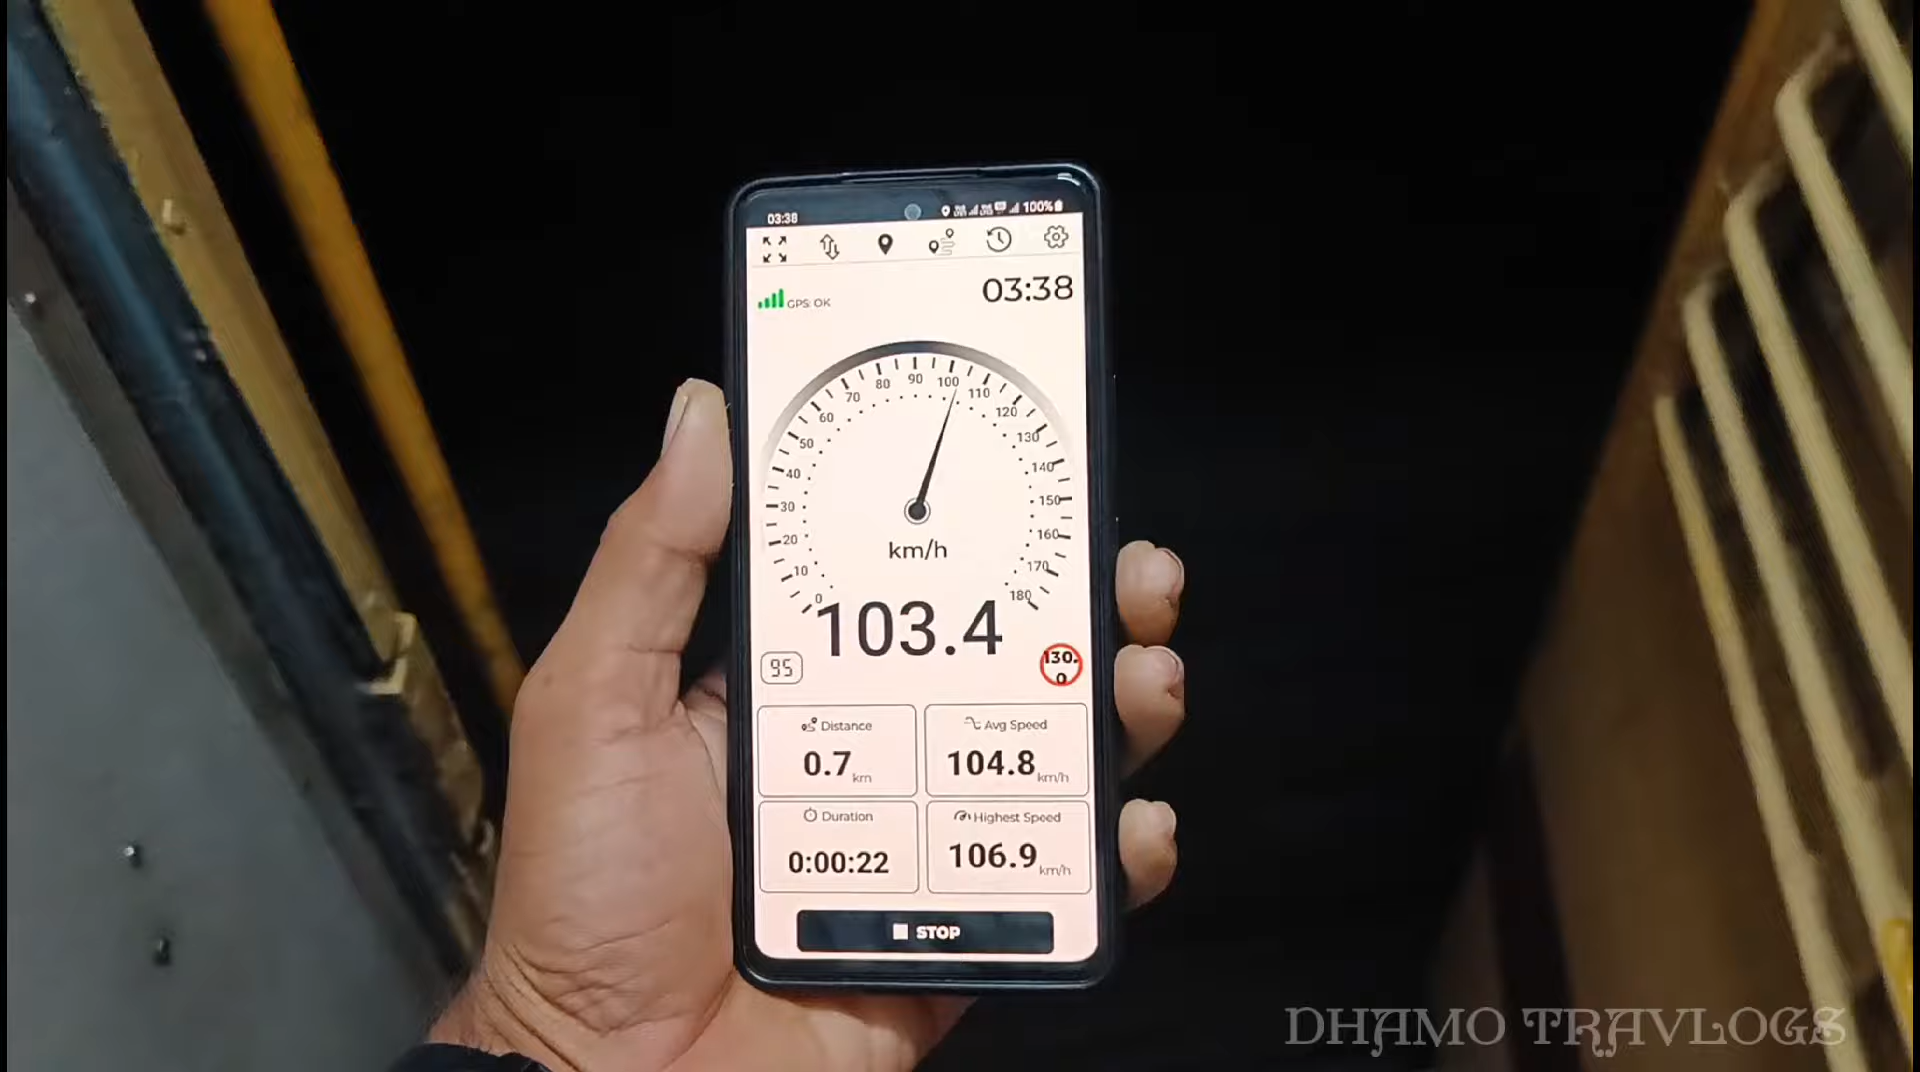 03:38
100%
GPS: OK
03:38
0
10
20
30
40
50
60
70
80
90
100
110
120
130
140
150
160
170
180
km/h
103.4
95
130.
0
Distance
0.7 km
Avg Speed
104.8 km/h
Duration
0:00:22
Highest Speed
106.9 km/h
STOP
DHAMO TRAVLOGS